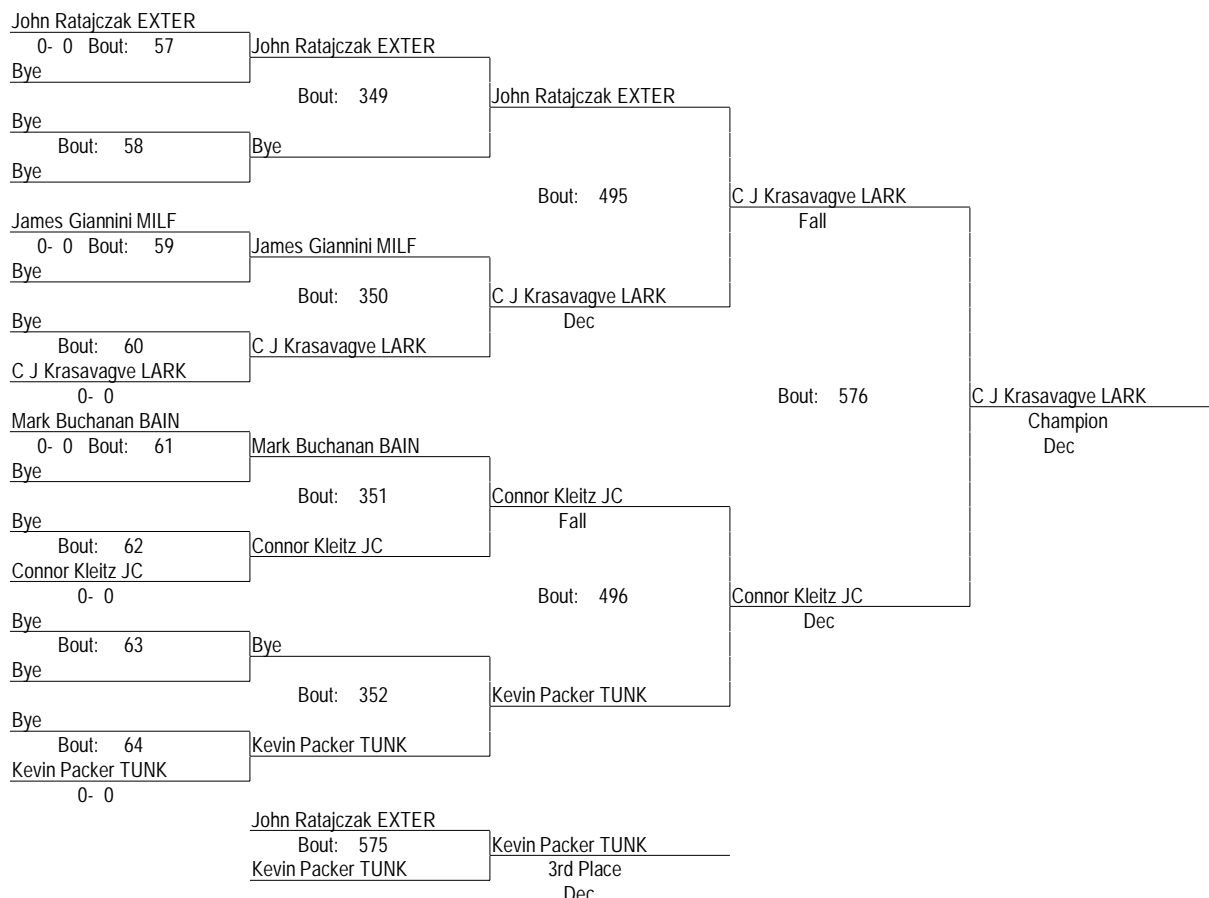 John Ratajczak EXTER
0- 0 Bout: 57 John Ratajczak EXTER
Bye
Bout: 349 John Ratajczak EXTER
Bye
Bout: 58 Bye
Bye
Bout: 495 C J Krasavagve LARK
James Giannini MILF Fall
0- 0 Bout: 59 James Giannini MILF
Bye
Bout: 350 C J Krasavagve LARK
Bye Dec
Bout: 60 C J Krasavagve LARK
C J Krasavagve LARK
0- 0 Bout: 576 C J Krasavagve LARK
Mark Buchanan BAIN Champion
0- 0 Bout: 61 Mark Buchanan BAIN Dec
Bye
Bout: 351 Connor Kleitz JC
Bye Fall
Bout: 62 Connor Kleitz JC
Connor Kleitz JC
0- 0 Bout: 496 Connor Kleitz JC
Bye Dec
Bout: 63 Bye
Bye
Bout: 352 Kevin Packer TUNK
Bye
Bout: 64 Kevin Packer TUNK
Kevin Packer TUNK
0- 0
John Ratajczak EXTER
Bout: 575 Kevin Packer TUNK
Kevin Packer TUNK 3rd Place
Dec